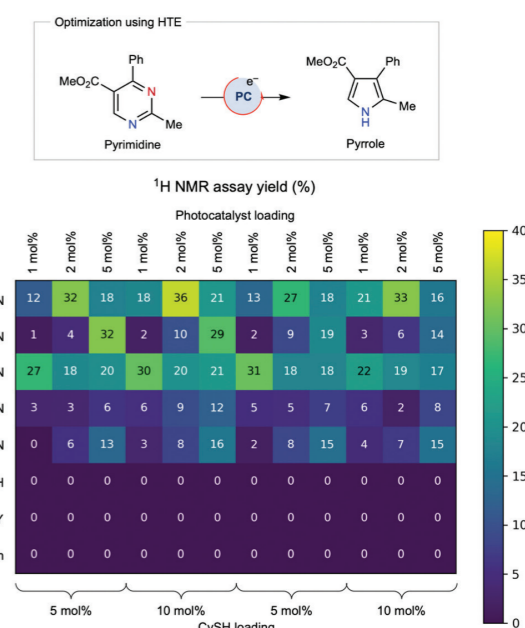 Optimization using HTE
Ph
MeO2C
N
N
Me
Pyrimidine
e−
PC
MeO2C
Ph
Me
N
H
Pyrrole
1H NMR assay yield (%)
Photocatalyst loading
1 mol% 2 mol% 5 mol% 1 mol% 2 mol% 5 mol% 1 mol% 2 mol% 5 mol% 1 mol% 2 mol% 5 mol%
N 12 32 18 18 36 21 13 27 18 21 33 16
N 1 4 32 2 10 29 2 9 19 3 6 14
N 27 18 20 30 20 21 31 18 18 22 19 17
N 3 3 6 6 9 12 5 5 7 6 2 8
N 0 6 13 3 8 16 2 8 15 4 7 15
H 0 0 0 0 0 0 0 0 0 0 0 0
Y 0 0 0 0 0 0 0 0 0 0 0 0
n 0 0 0 0 0 0 0 0 0 0 0 0
5 mol% 10 mol% 5 mol% 10 mol%
CySH loading
40
35
30
25
20
15
10
5
0